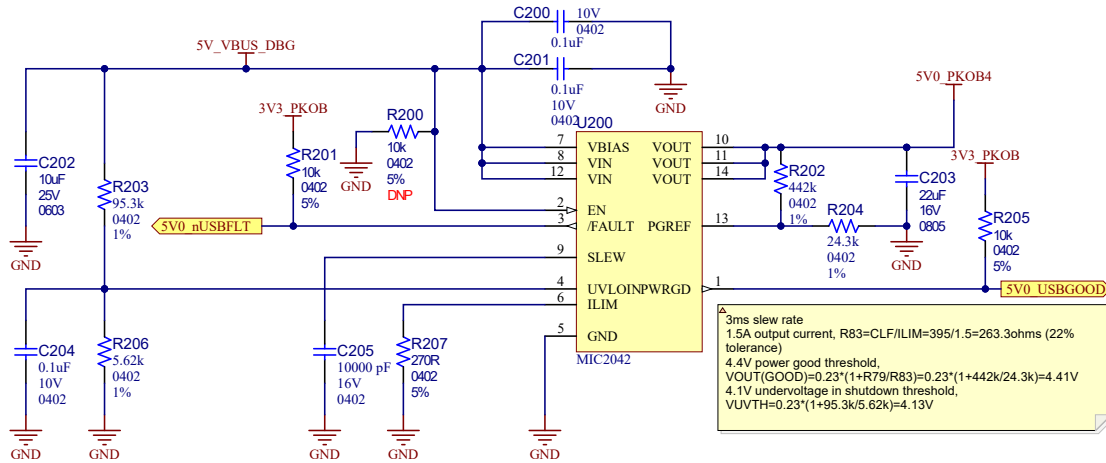 C200
10V
0402
0.1uF
5V_VBUS_DBG
C201
0.1uF
10V
0402
GND
5V0_PKOB4
3V3_PKOB
R200
10k
0402
5%
DNP
GND
U200
7 VBIAS VOUT 10
8 VIN VOUT 11
12 VIN VOUT 14
2 EN
3 /FAULT PGREF 13
9 SLEW
4 UVLOIN PWRGD 1
6 ILIM
5 GND
MIC2042
C202
10uF
25V
0603
GND
R203
95.3k
0402
1%
R201
10k
0402
5%
5V0_nUSBFLT
R202
442k
0402
1%
R204
24.3k
0402
1%
C203
22uF
16V
0805
GND
3V3_PKOB
R205
10k
0402
5%
5V0_USBGOOD
C204
0.1uF
10V
0402
GND
R206
5.62k
0402
1%
GND
C205
10000 pF
16V
0402
GND
R207
270R
0402
5%
GND
GND
3ms slew rate
1.5A output current, R83=CLF/ILIM=395/1.5=263.3ohms (22%
tolerance)
4.4V power good threshold,
VOUT(GOOD)=0.23*(1+R79/R83)=0.23*(1+442k/24.3k)=4.41V
4.1V undervoltage in shutdown threshold,
VUVTH=0.23*(1+95.3k/5.62k)=4.13V